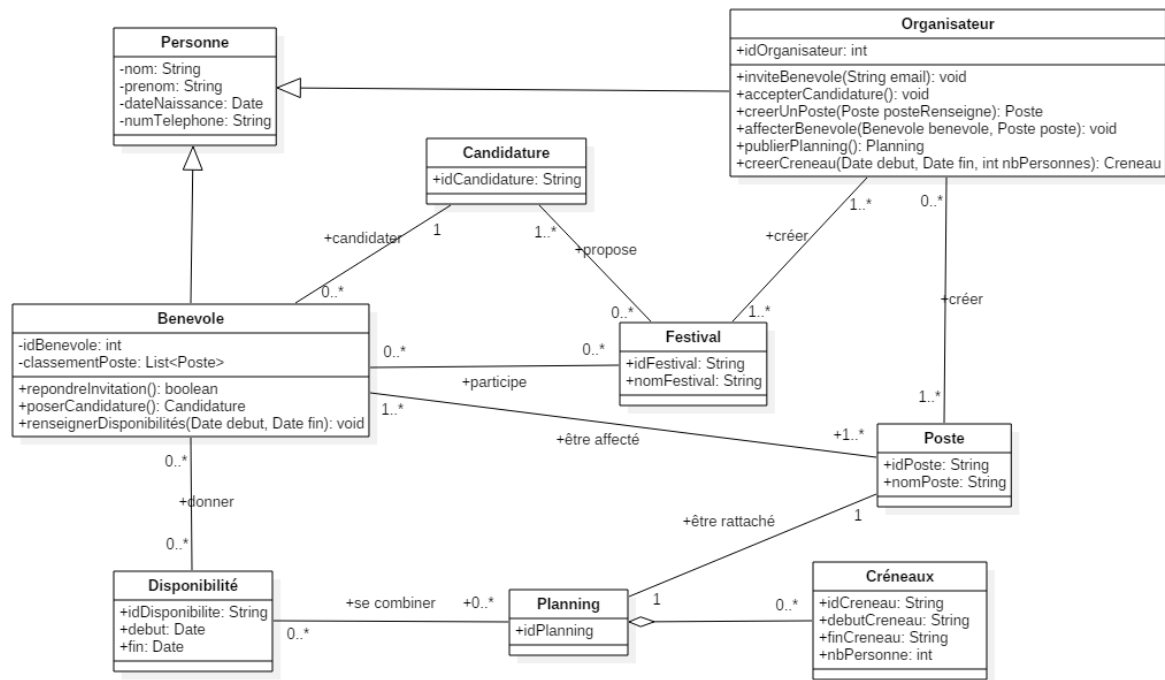 Personne
-nom: String
-prenom: String
-dateNaissance: Date
-numTelephone: String
Organisateur
+idOrganisateur: int
+inviteBenevole(String email): void
+accepterCandidature(): void
+creerUnPoste(Poste posteRenseigne): Poste
+affecterBenevole(Benevole benevole, Poste poste): void
+publierPlanning(): Planning
+creerCreneau(Date debut, Date fin, int nbPersonnes): Creneau
Candidature
+idCandidature: String
+candidater
1
0..*
1..*
+propose
0..*
1..*
+créer
1..*
0..*
+créer
1..*
Benevole
-idBenevole: int
-classementPoste: List<Poste>
+repondreInvitation(): boolean
+poserCandidature(): Candidature
+renseignerDisponibilités(Date debut, Date fin): void
Festival
+idFestival: String
+nomFestival: String
0..*
0..*
+participe
1..*
+être affecté
+1..*
Poste
+idPoste: String
+nomPoste: String
0..*
+donner
0..*
+être rattaché
1
1
Disponibilité
+idDisponibilite: String
+debut: Date
+fin: Date
+se combiner
0..*
+0..*
Planning
+idPlanning
0..*
Créneaux
+idCreneau: String
+debutCreneau: String
+finCreneau: String
+nbPersonne: int